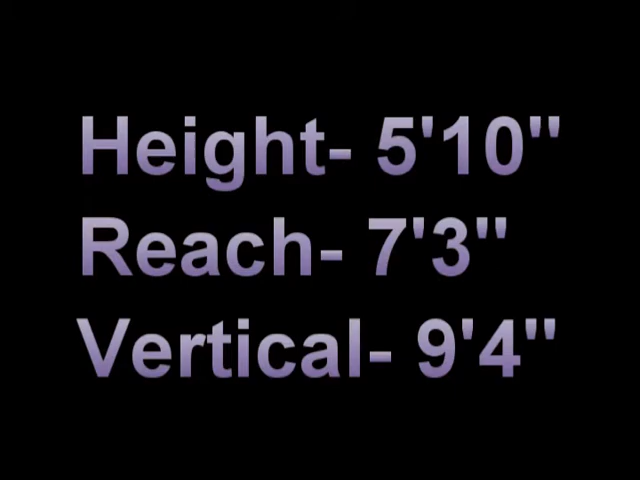 Height- 5'10"
Reach- 7'3"
Vertical- 9'4"